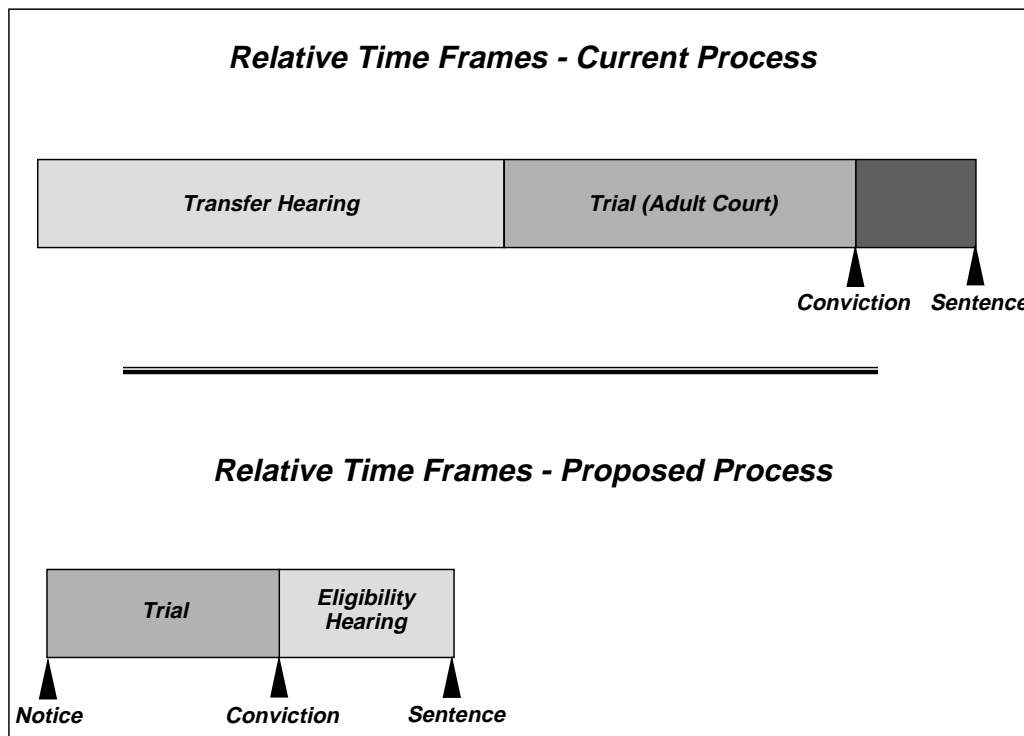 Relative Time Frames - Current Process
Transfer Hearing
Trial (Adult Court)
Conviction
Sentence
Relative Time Frames - Proposed Process
Trial
Eligibility
Hearing
Notice
Conviction
Sentence